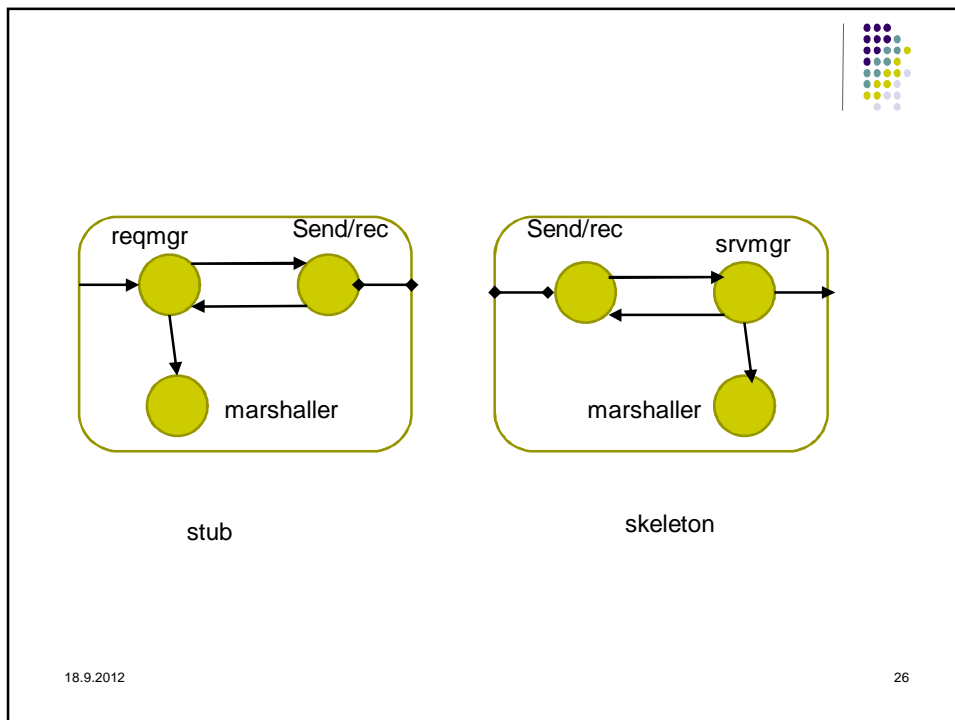 reqmgr
Send/rec
marshaller
stub
Send/rec
srvmgr
marshaller
skeleton
18.9.2012
26